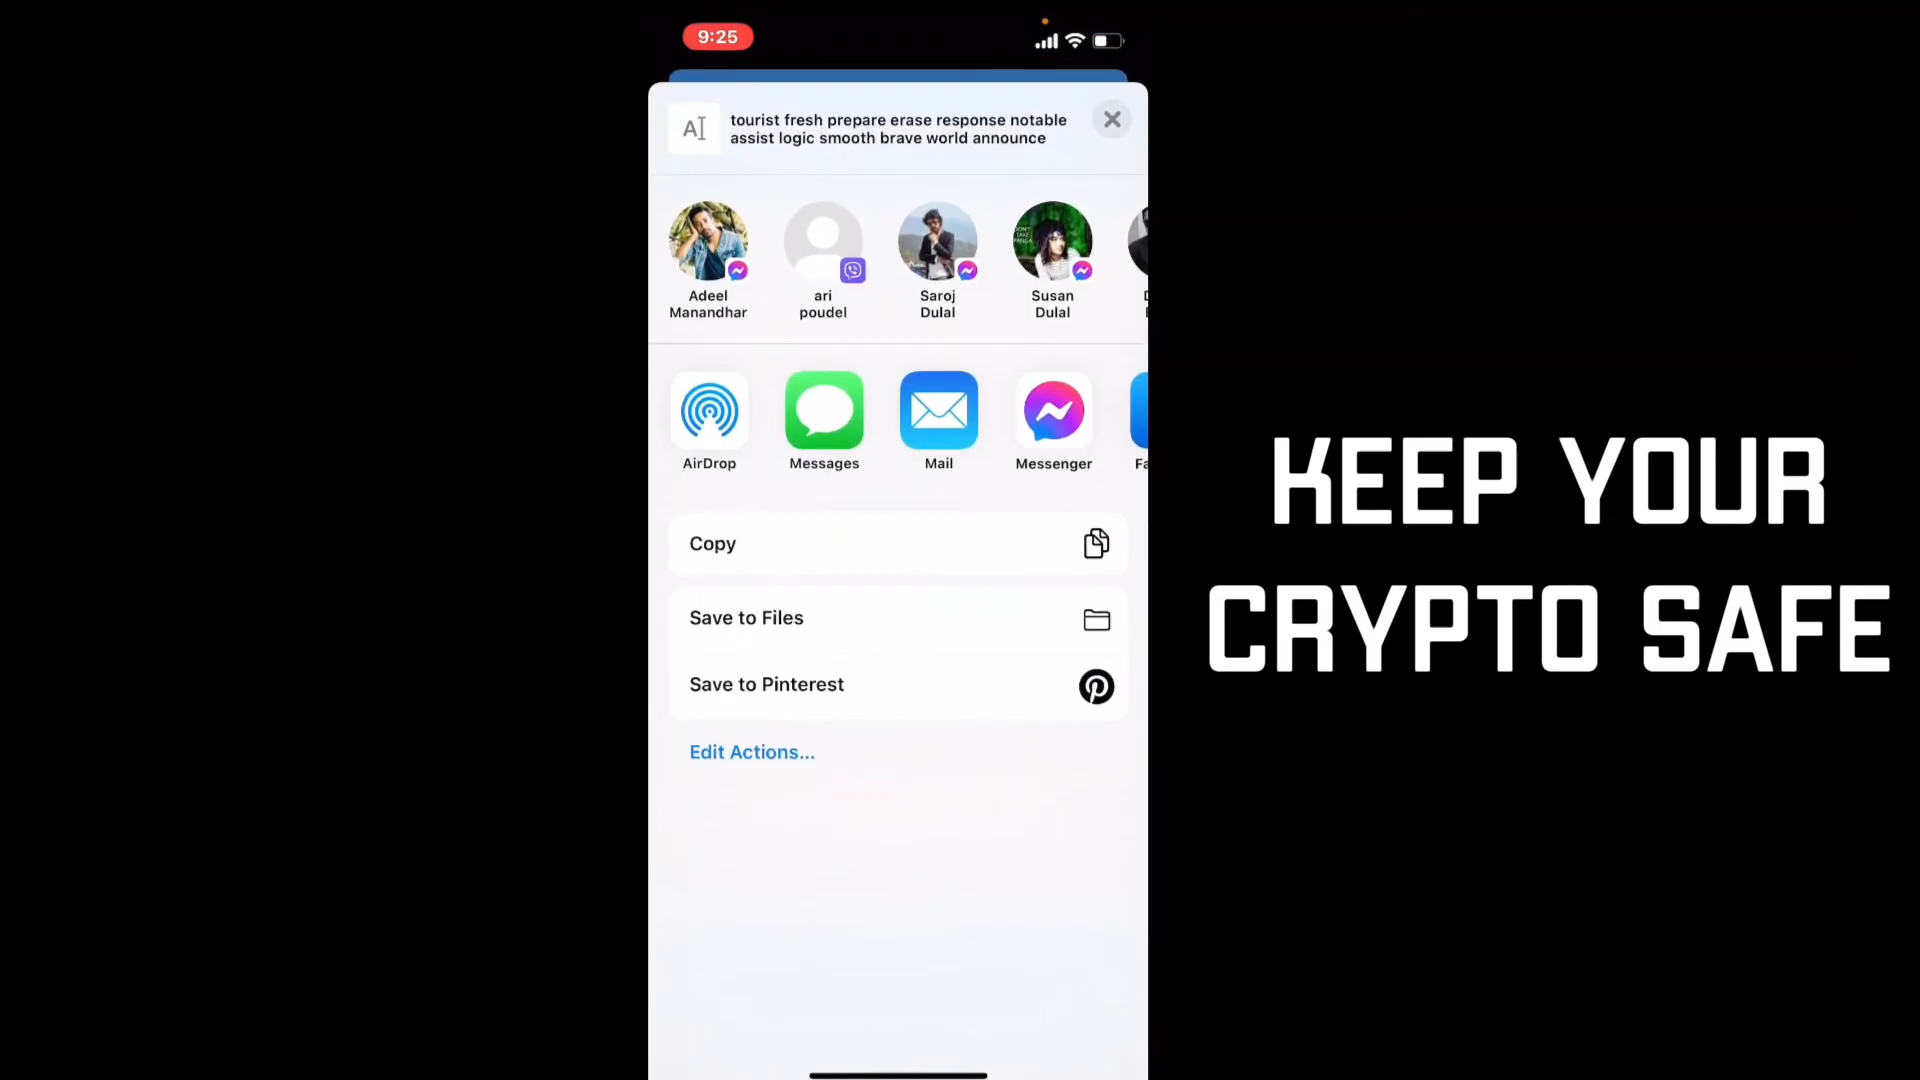 9:25
tourist fresh prepare erase response notable
assist logic smooth brave world announce
Adeel
Manandhar
ari
poudel
Saroj
Dulal
Susan
Dulal
AirDrop
Messages
Mail
Messenger
Fa
Copy
Save to Files
Save to Pinterest
Edit Actions...
KEEP YOUR
CRYPTO SAFE